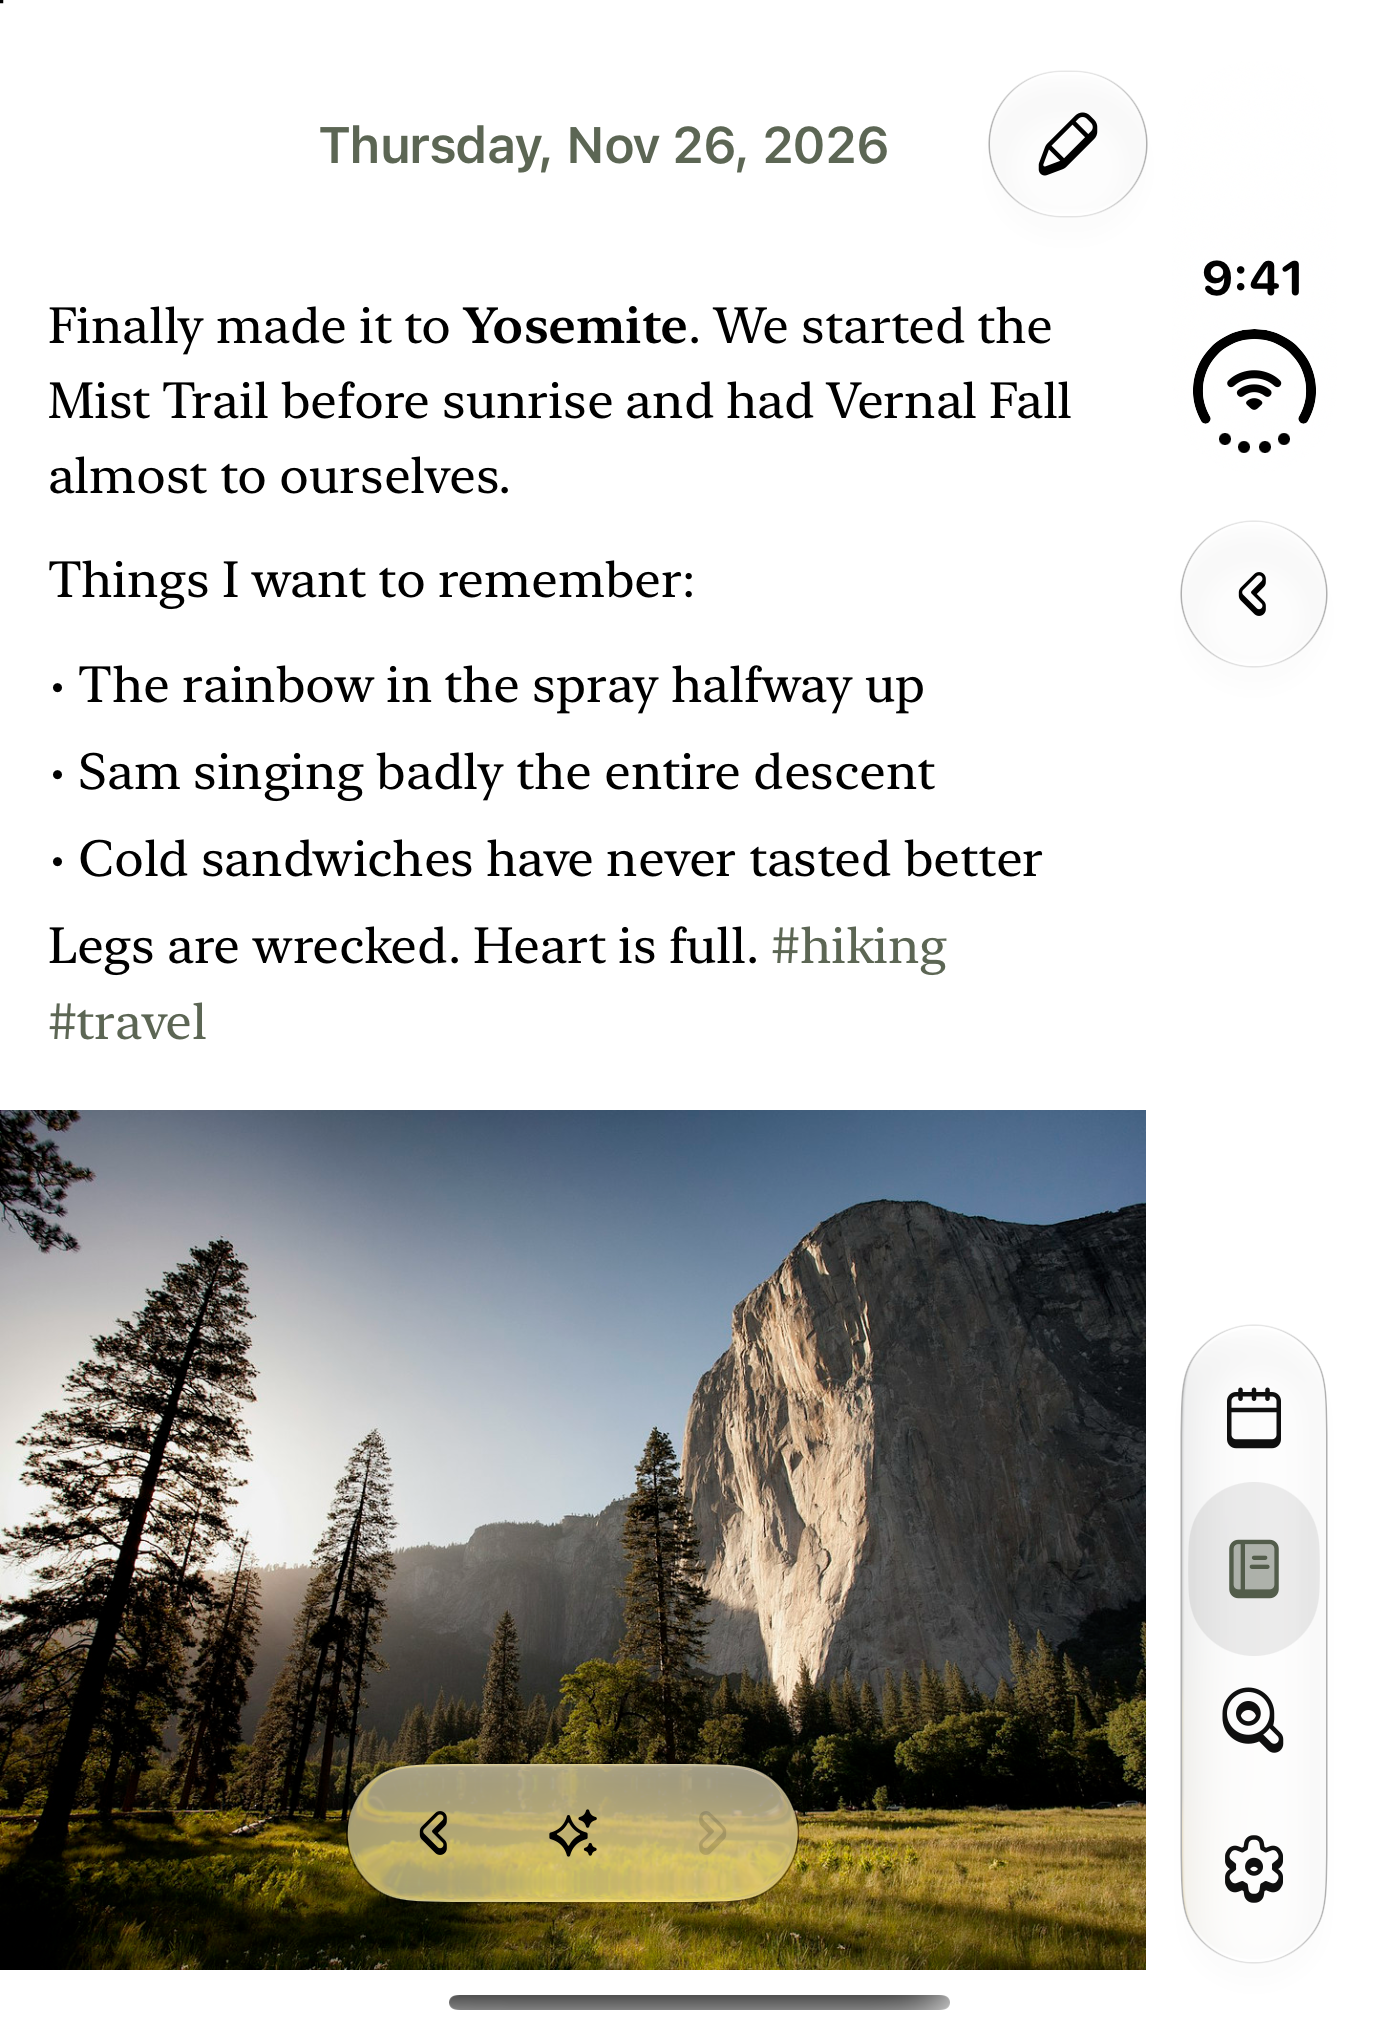 Thursday, Nov 26, 2026
9:41
Finally made it to Yosemite. We started the
Mist Trail before sunrise and had Vernal Fall
almost to ourselves.
Things I want to remember:
• The rainbow in the spray halfway up
• Sam singing badly the entire descent
• Cold sandwiches have never tasted better
Legs are wrecked. Heart is full. #hiking
#travel